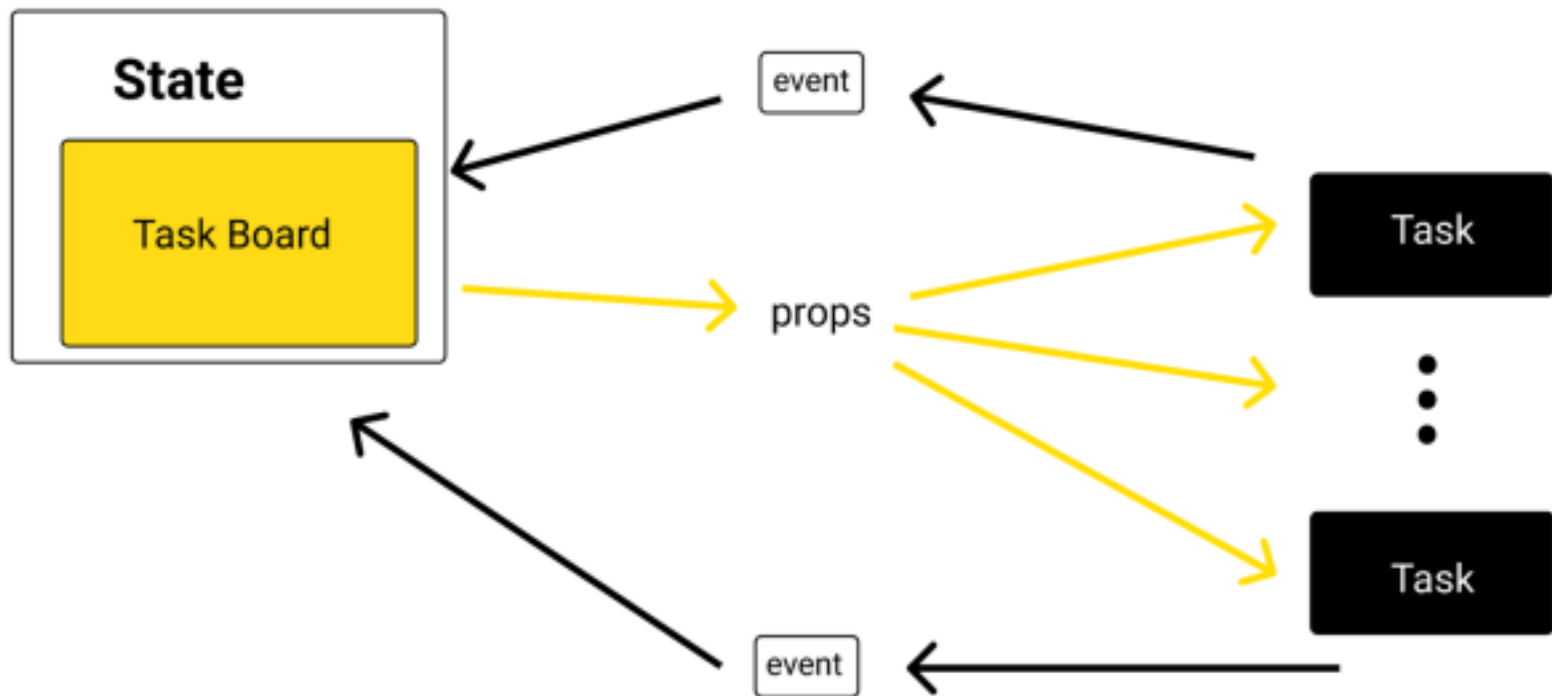 State
event
Task Board
Task
props
Task
event